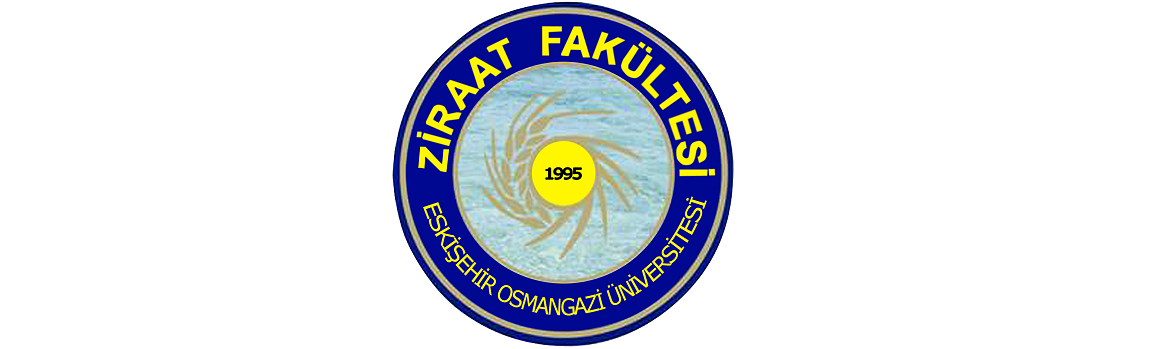 ZİRAAT FAKÜLTESİ
1995
ESKİŞEHİR OSMANGAZİ ÜNİVERSİTESİ